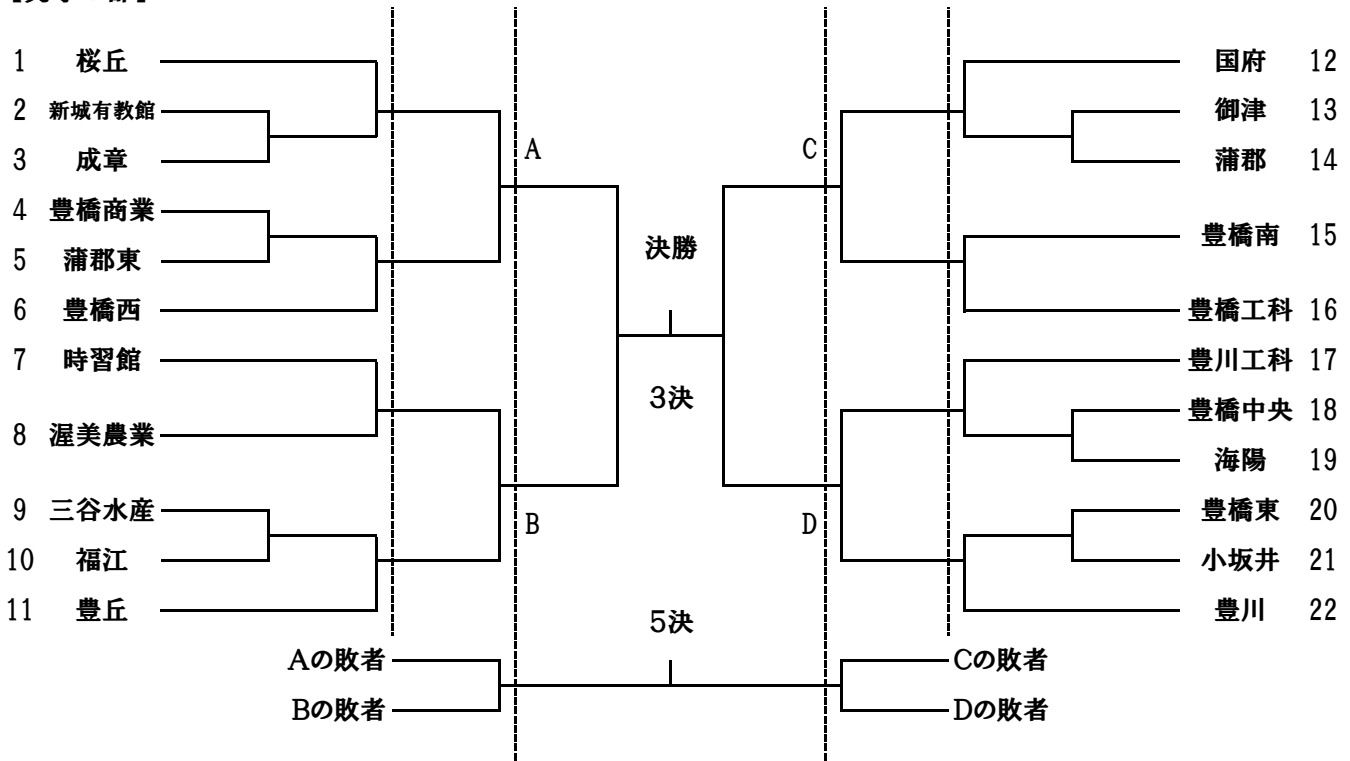 1 桜丘
2 新城有教館
3 成章
4 豊橋商業
5 蒲郡東
6 豊橋西
7 時習館
8 渥美農業
9 三谷水産
10 福江
11 豊丘
A
B
決勝
3決
5決
C
D
国府 12
御津 13
蒲郡 14
豊橋南 15
豊橋工科 16
豊川工科 17
豊橋中央 18
海陽 19
豊橋東 20
小坂井 21
豊川 22
Aの敗者
Bの敗者
Cの敗者
Dの敗者